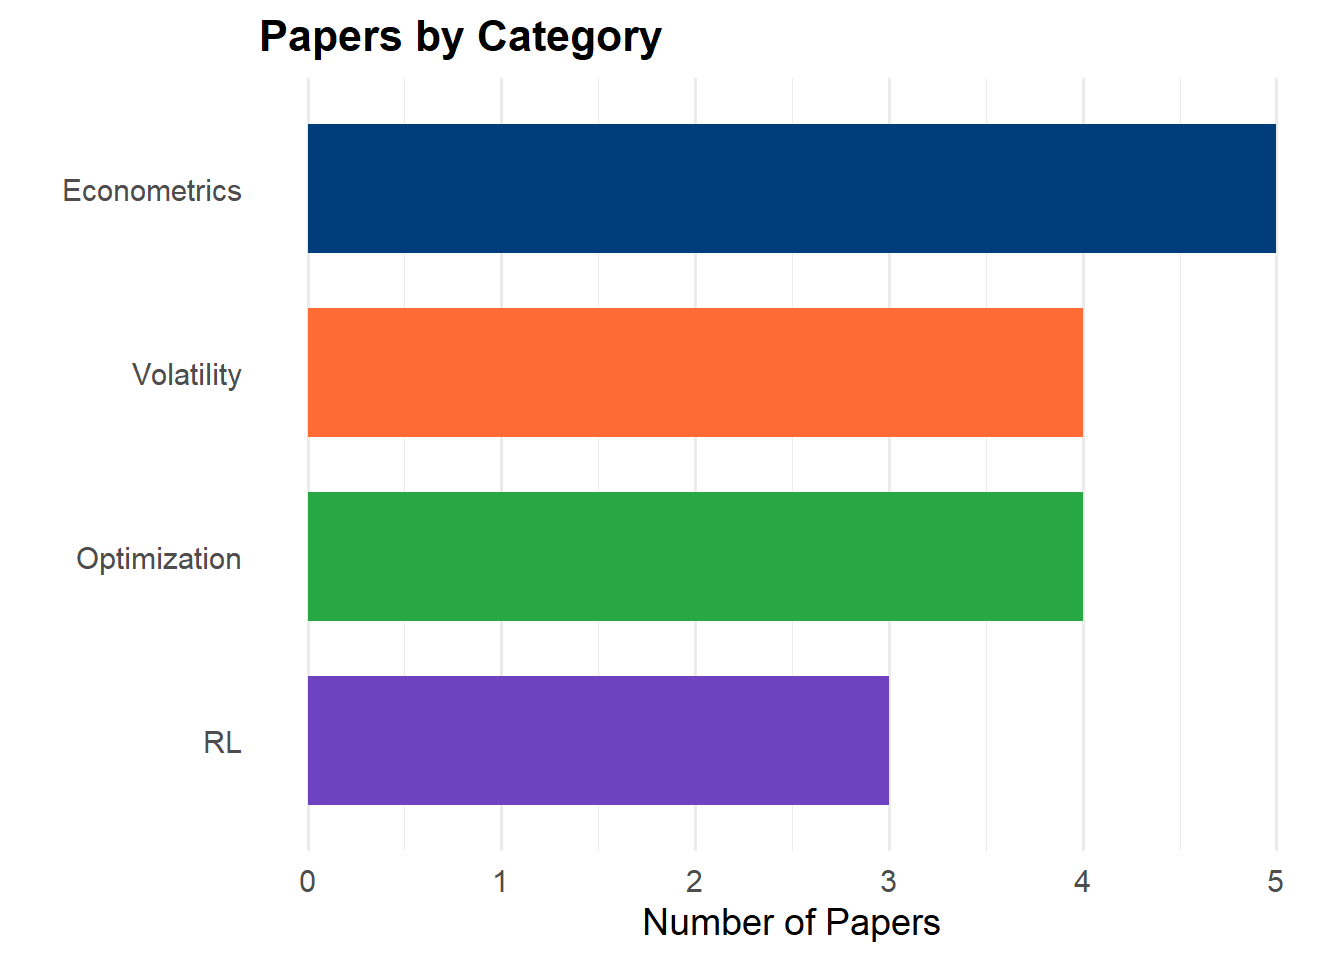 Papers by Category
Econometrics
Volatility
Optimization
RL
0 1 2 3 4 5
Number of Papers